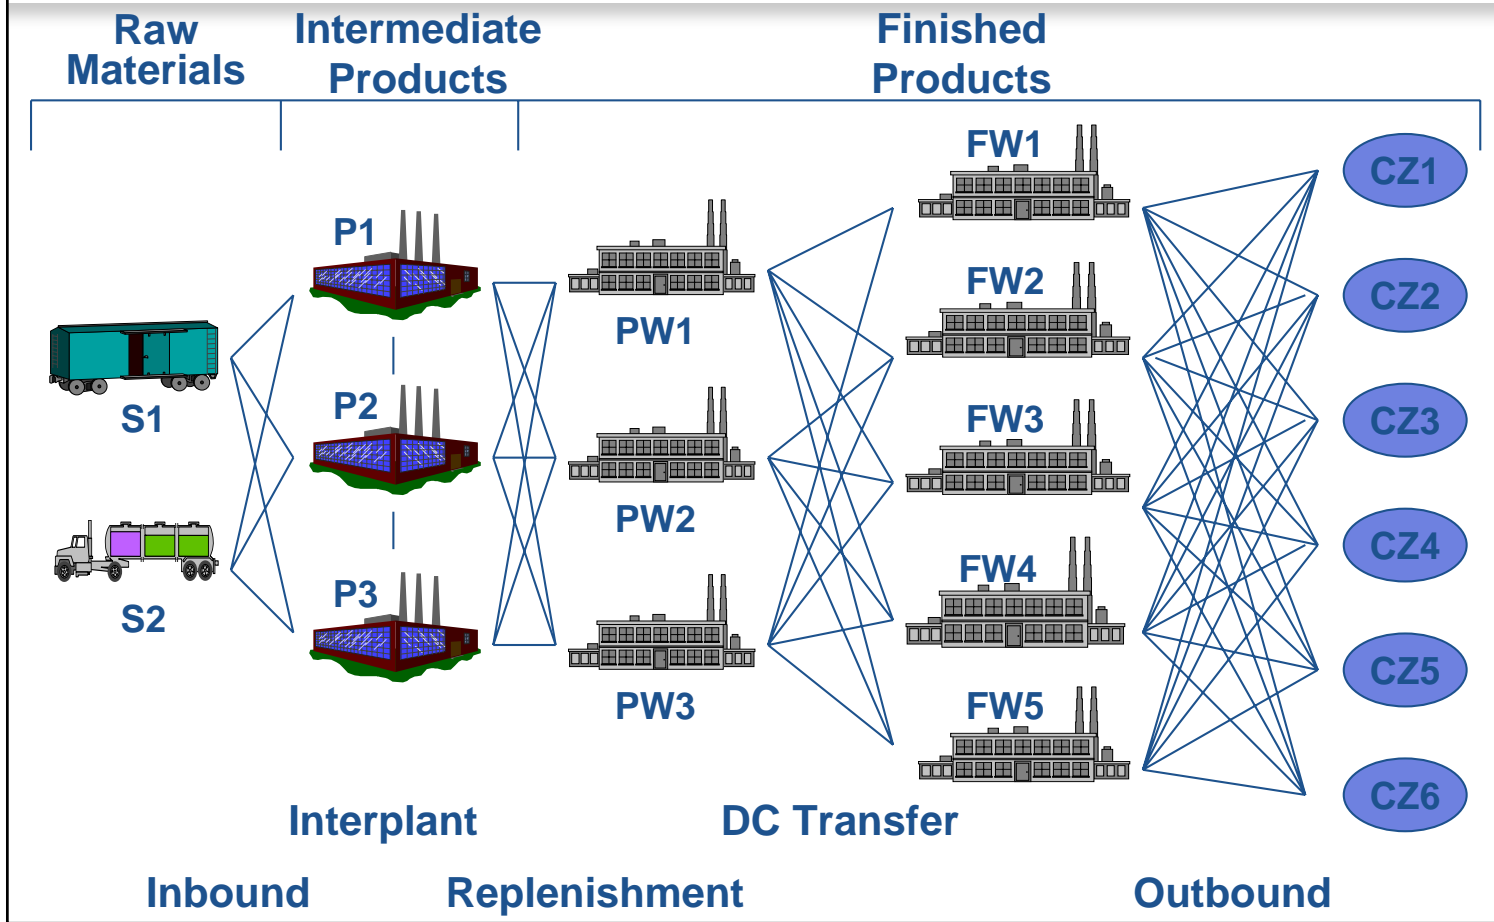 Raw
Materials
Intermediate
Products
Finished
Products
S1
S2
P1
P2
P3
PW1
PW2
PW3
FW1
FW2
FW3
FW4
FW5
CZ1
CZ2
CZ3
CZ4
CZ5
CZ6
Interplant
DC Transfer
Inbound
Replenishment
Outbound